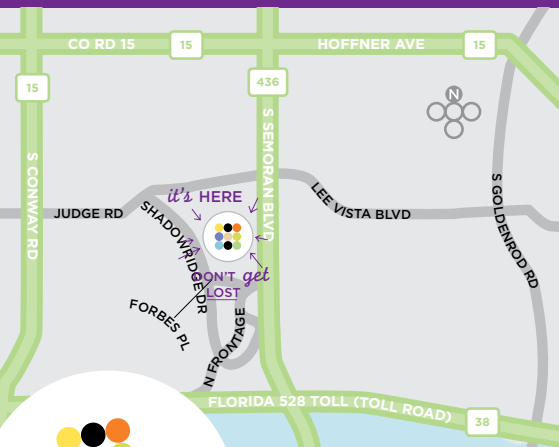 CO RD 15
15
HOFFNER AVE
15
15
436
N
S CONWAY RD
S SEMORAN BLVD
S GOLDENROD RD
it's HERE
LEE VISTA BLVD
JUDGE RD
SHADOWRIDGE DR
DON'T get
LOST
FORBES PL
N FRONTAGE
FLORIDA 528 TOLL (TOLL ROAD)
38